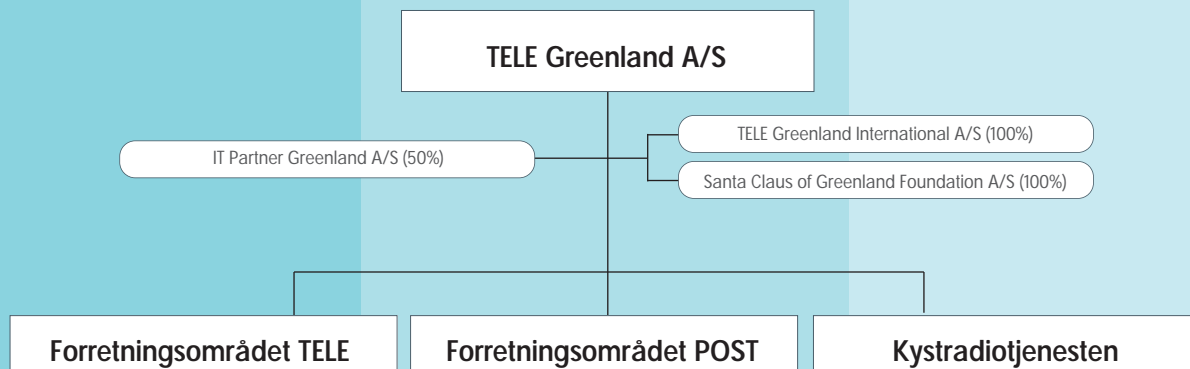 TELE Greenland A/S
TELE Greenland International A/S (100%)
IT Partner Greenland A/S (50%)
Santa Claus of Greenland Foundation A/S (100%)
Forretningsområdet TELE
Forretningsområdet POST
Kystradiotjenesten